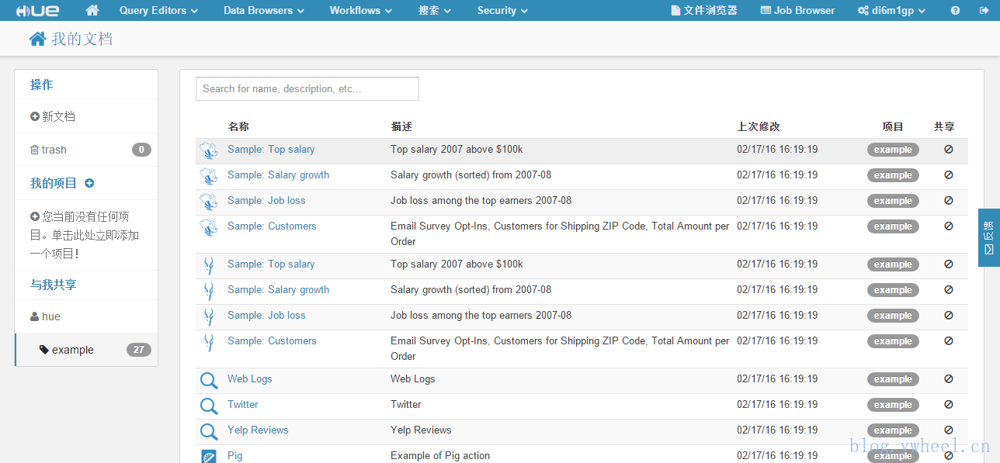 HUE Query Editors Data Browsers Workflows 搜索 Security 文件浏览器 Job Browser di6m1gp
我的文档
操作
新文档
trash 0
我的项目
您当前没有任何项
目。单击此处立即添加
一个项目!
与我共享
hue
example 27
Search for name, description, etc...
名称 描述 上次修改 项目 共享
Sample: Top salary Top salary 2007 above $100k 02/17/16 16:19:19 example
Sample: Salary growth Salary growth (sorted) from 2007-08 02/17/16 16:19:19 example
Sample: Job loss Job loss among the top earners 2007-08 02/17/16 16:19:19 example
Sample: Customers Email Survey Opt-Ins, Customers for Shipping ZIP Code, Total Amount per 02/17/16 16:19:19 example
Order
Sample: Top salary Top salary 2007 above $100k 02/17/16 16:19:19 example
Sample: Salary growth Salary growth (sorted) from 2007-08 02/17/16 16:19:19 example
Sample: Job loss Job loss among the top earners 2007-08 02/17/16 16:19:19 example
Sample: Customers Email Survey Opt-Ins, Customers for Shipping ZIP Code, Total Amount per 02/17/16 16:19:19 example
Order
Web Logs Web Logs 02/17/16 16:19:19 example
Twitter Twitter 02/17/16 16:19:19 example
Yelp Reviews Yelp Reviews 02/17/16 16:19:19 example
Pig Example of Pig action 02/17/16 16:19:19 example
blog.ywheel.cn